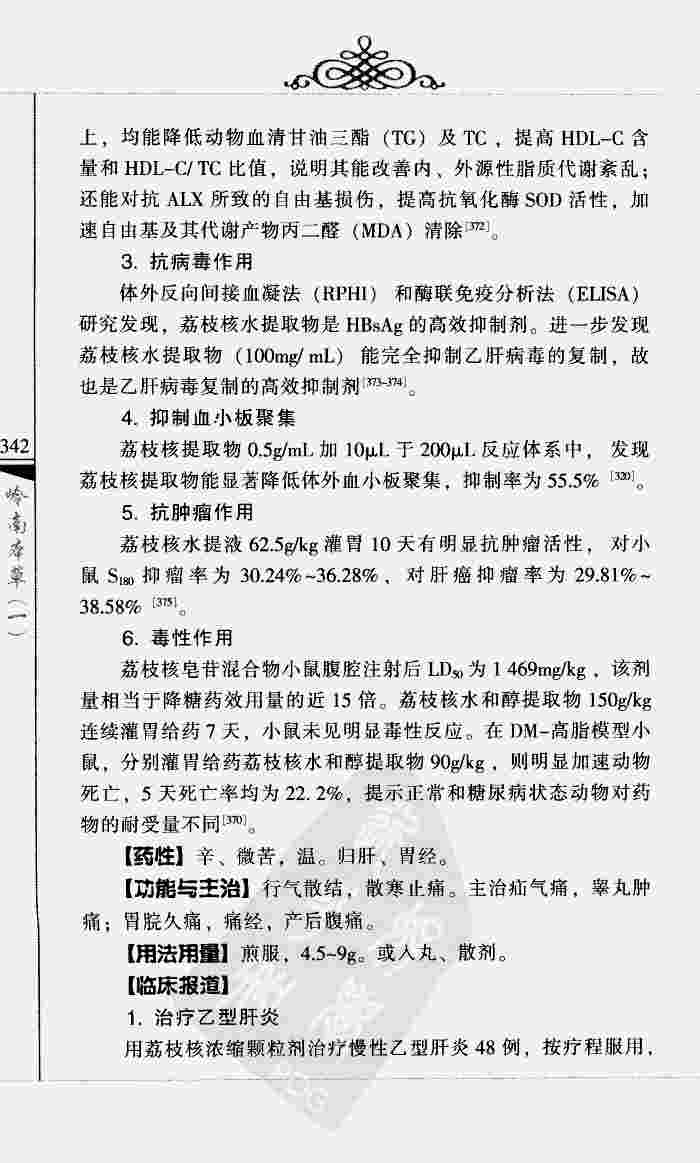 上，均能降低动物血清甘油三酯（TG）及 TC ，提高 HDL-C 含
量和 HDL-C/ TC 比值，说明其能改善内、外源性脂质代谢紊乱；
还能对抗 ALX 所致的自由基损伤，提高抗氧化酶 SOD 活性，加
速自由基及其代谢产物丙二醛（MDA）清除[372]。
3. 抗病毒作用
体外反向间接血凝法（RPHI） 和酶联免疫分析法（ELISA）
研究发现，荔枝核水提取物是 HBsAg 的高效抑制剂。进一步发现
荔枝核水提取物（100mg/ mL） 能完全抑制乙肝病毒的复制，故
也是乙肝病毒复制的高效抑制剂[373-374]。
4. 抑制血小板聚集
342
荔枝核提取物 0.5g/mL 加 10μL 于 200μL 反应体系中， 发现
荔枝核提取物能显著降低体外血小板聚集，抑制率为 55.5% [320]。
岭南本草（一）
5. 抗肿瘤作用
荔枝核水提液 62.5g/kg 灌胃 10 天有明显抗肿瘤活性， 对小
鼠 S180 抑瘤率为 30.24%~36.28%，对肝癌抑瘤率为 29.81%~
38.58% [375]。
6. 毒性作用
荔枝核皂苷混合物小鼠腹腔注射后 LD50 为 1 469mg/kg ，该剂
量相当于降糖药效用量的近 15 倍。荔枝核水和醇提取物 150g/kg
连续灌胃给药 7 天，小鼠未见明显毒性反应。在 DM-高脂模型小
鼠，分别灌胃给药荔枝核水和醇提取物 90g/kg ，则明显加速动物
死亡，5 天死亡率均为 22. 2%，提示正常和糖尿病状态动物对药
物的耐受量不同[370]。
【药性】辛、微苦，温。归肝、胃经。
【功能与主治】行气散结，散寒止痛。主治疝气痛，睾丸肿
痛；胃脘久痛，痛经，产后腹痛。
【用法用量】煎服，4.5~9g。或入丸、散剂。
【临床报道】
1. 治疗乙型肝炎
用荔枝核浓缩颗粒剂治疗慢性乙型肝炎 48 例，按疗程服用，